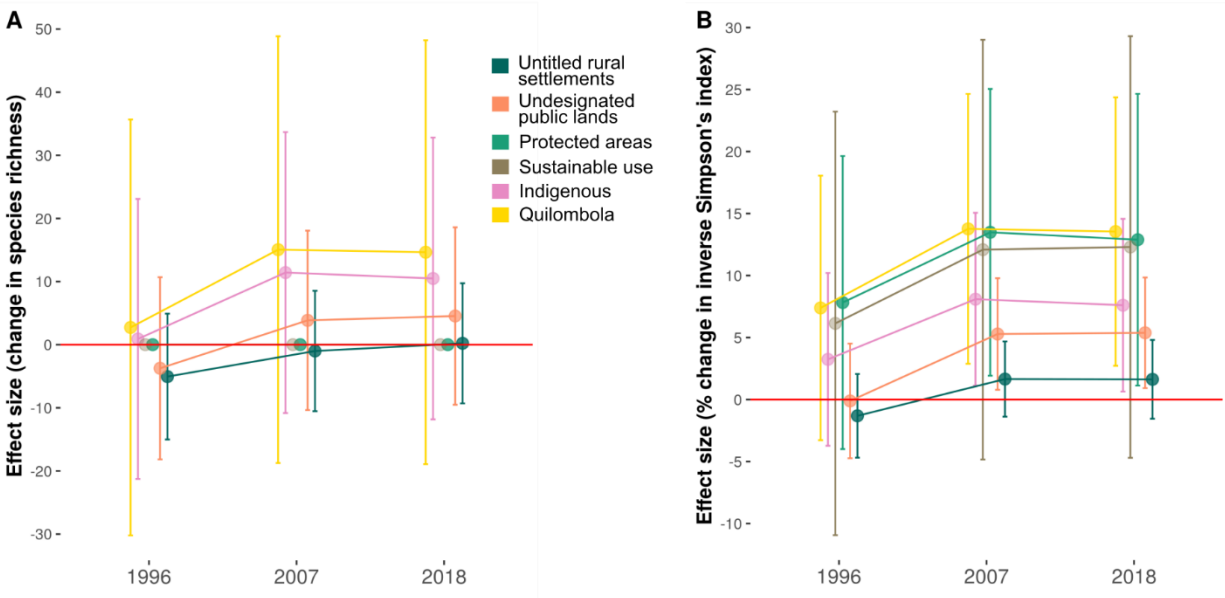 A
Effect size (change in species richness)
50
40
30
20
10
0
-10
-20
-30
1996
2007
2018
Untitled rural
settlements
Undesignated
public lands
Protected areas
Sustainable use
Indigenous
Quilombola
B
Effect size (% change in inverse Simpson's index)
30
25
20
15
10
5
0
-5
-10
1996
2007
2018